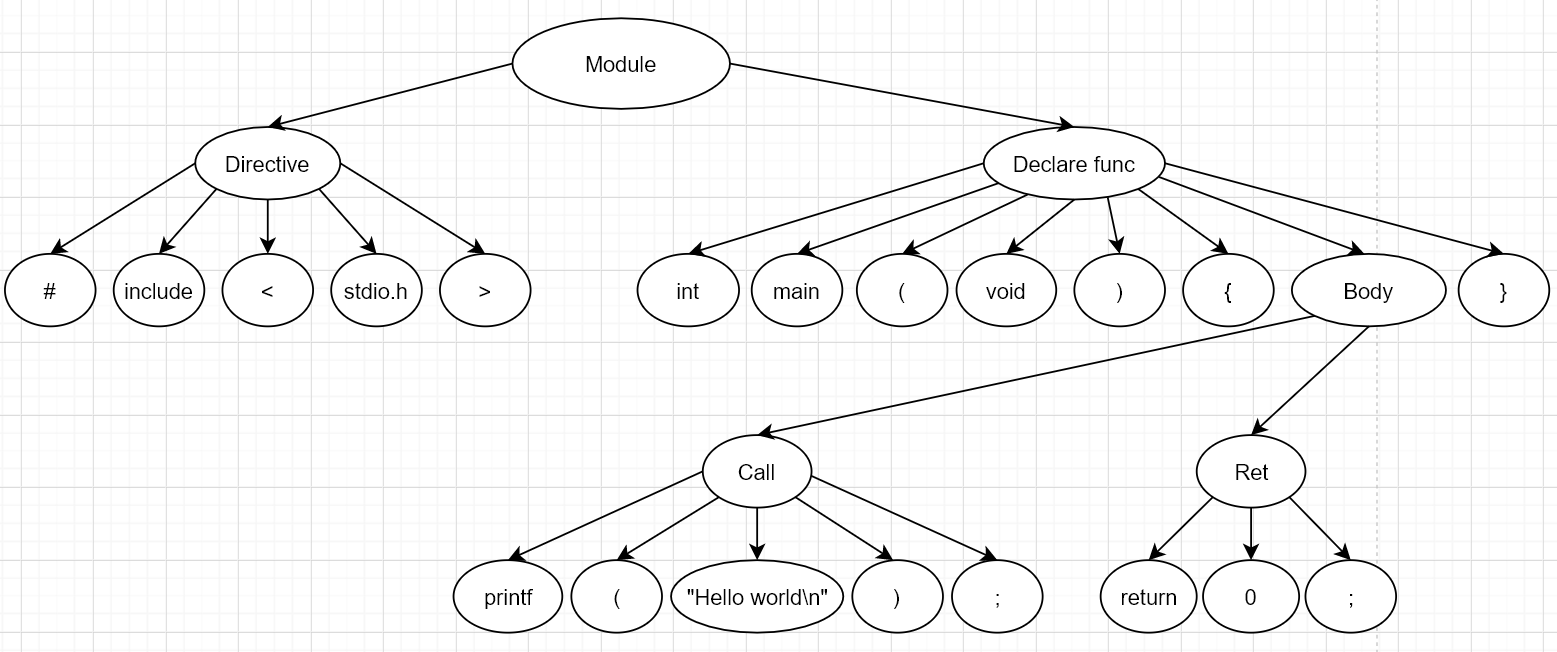 Module
Directive
Declare func
#
include
<
stdio.h
>
int
main
(
void
)
{
Body
}
Call
Ret
printf
(
"Hello world\n"
)
;
return
0
;